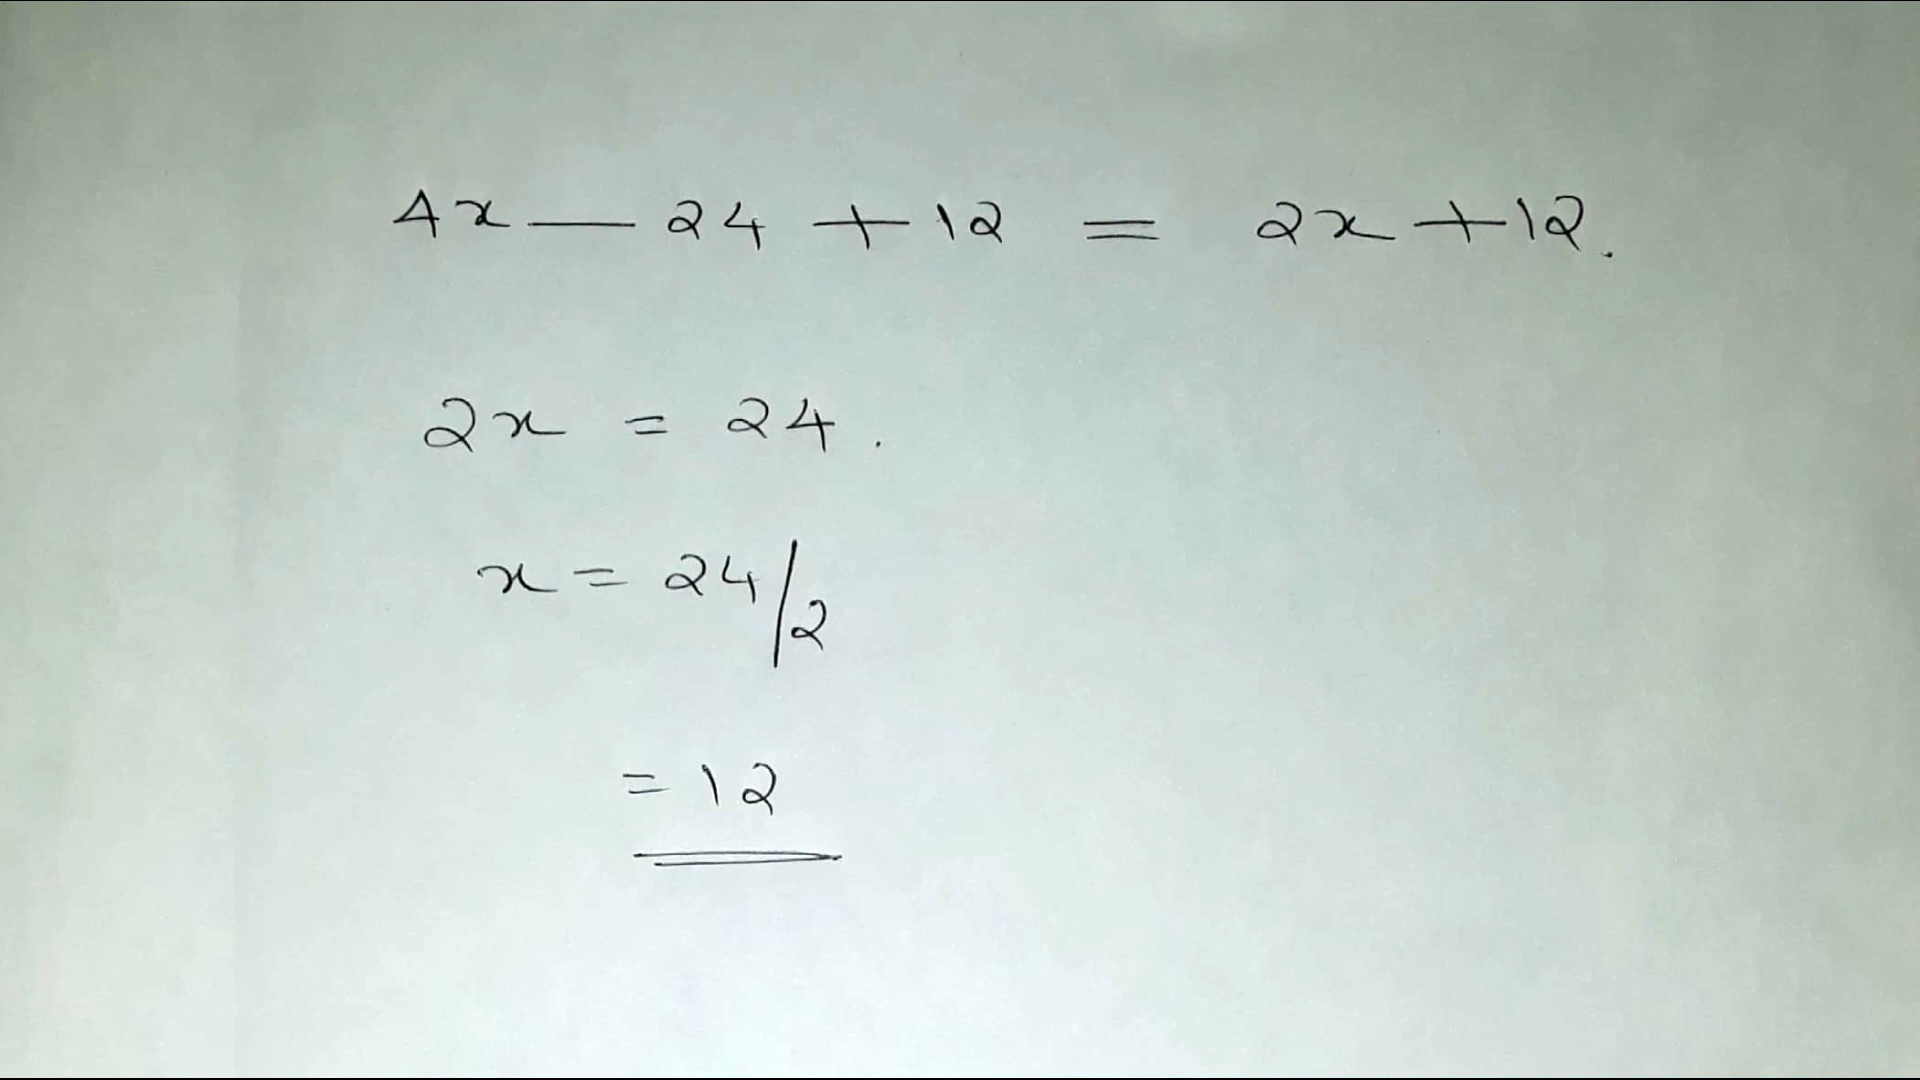 4x — 24 + 12 = 2x + 12.
2x = 24.
x = 24/2
= 12